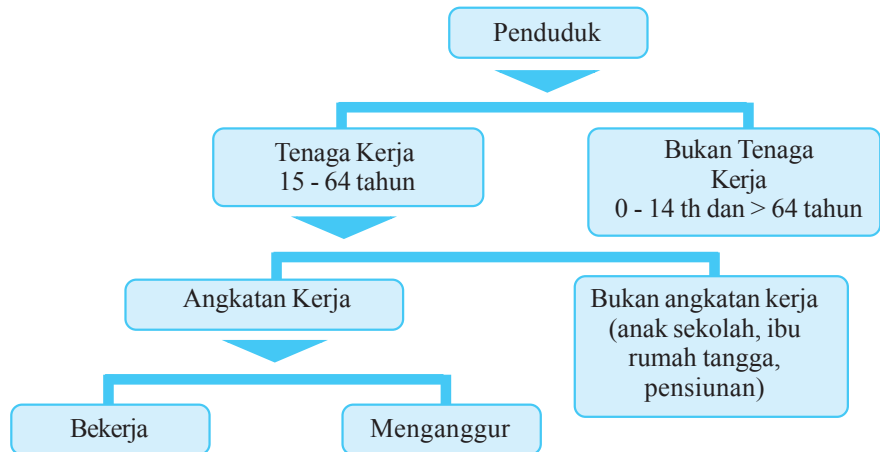 Penduduk
Tenaga Kerja
15 - 64 tahun
Bukan Tenaga
Kerja
0 - 14 th dan > 64 tahun
Angkatan Kerja
Bukan angkatan kerja
(anak sekolah, ibu
rumah tangga,
pensiunan)
Bekerja
Menganggur